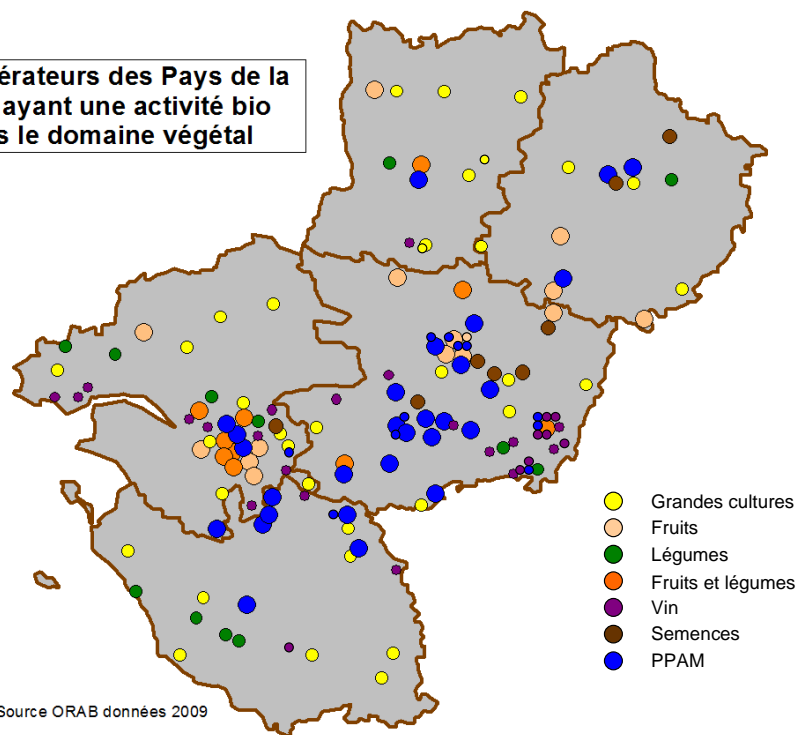 érateurs des Pays de la
ayant une activité bio
s le domaine végétal
Grandes cultures
Fruits
Légumes
Fruits et légumes
Vin
Semences
PPAM
Source ORAB données 2009